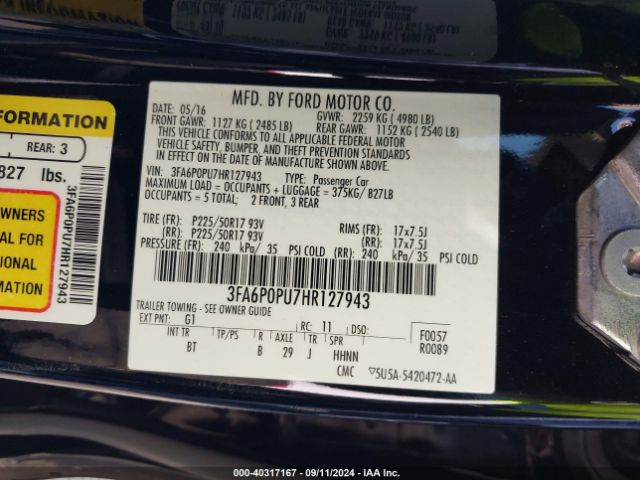 MFD. BY FORD MOTOR CO.
DATE: 05/16 GVWR: 2259 KG ( 4980 LB)
FRONT GAWR: 1127 KG ( 2485 LB) REAR GAWR: 1152 KG ( 2540 LB)
THIS VEHICLE CONFORMS TO ALL APPLICABLE FEDERAL MOTOR
VEHICLE SAFETY, BUMPER, AND THEFT PREVENTION STANDARDS
IN EFFECT ON THE DATE OF MANUFACTURE SHOWN ABOVE.
VIN: 3FA6P0PU7HR127943 TYPE: Passenger Car
MAXIMUM LOAD = OCCUPANTS + LUGGAGE = 375KG/ 827LB
OCCUPANTS = 5 TOTAL: 2 FRONT, 3 REAR
TIRE (FR): P225/50R17 93V RIMS (FR): 17x7.5J
(RR): P225/50R17 93V (RR): 17x7.5J
PRESSURE (FR): 240 kPa/ 35 PSI COLD (RR): 240 kPa/ 35 PSI COLD
3FA6P0PU7HR127943
TRAILER TOWING - SEE OWNER GUIDE
EXT PNT: G1 RC: 11 DSO: F0057
INT TR TP/PS R AXLE TR SPR R0089
BT B 29 J HHNN
CMC 5U5A-5420472-AA
FORMATION
REAR: 3
827 lbs.
3FA6P0PU7HR127943
OWNERS
AL FOR
IONAL
MATION
000-40317167 - 09/11/2024 - IAA Inc.